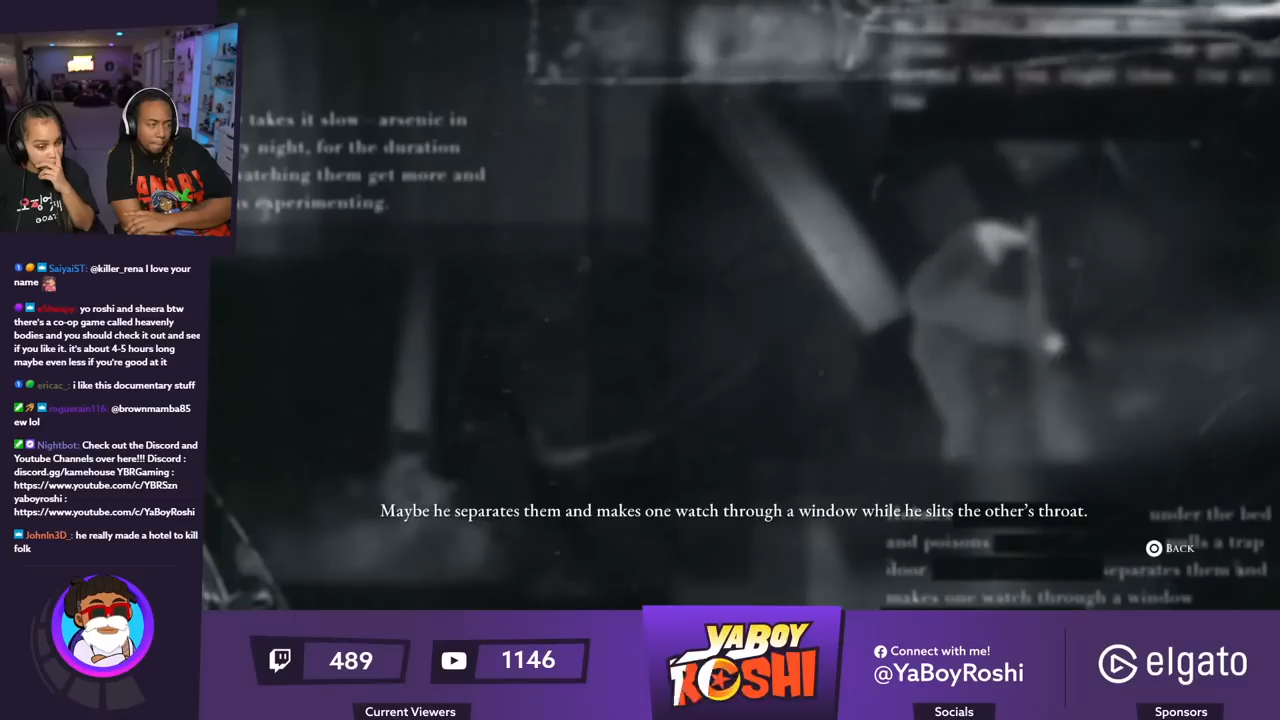 takes it slow – arsenic in
y night, for the duration
watching them get more and
s experimenting.
SaiyaiST: @killer_rena I love your
name
yo roshi and sheera btw
there's a co-op game called heavenly
bodies and you should check it out and see
if you like it. it's about 4-5 hours long
maybe even less if you're good at it
ericac_: i like this documentary stuff
roguerain116: @brownmamba85
ew lol
Nightbot: Check out the Discord and
Youtube Channels over here!!! Discord :
discord.gg/kamehouse YBRGaming :
https://www.youtube.com/c/YBRSzn
yaboyroshi :
https://www.youtube.com/c/YaBoyRoshi
JohnIn3D_: he really made a hotel to kill
folk
Maybe he separates them and makes one watch through a window while he slits the other's throat.
under the bed
and poisons
pulls a trap
door
separates them and
makes one watch through a window
BACK
489
1146
Current Viewers
YABOY
ROSHI
Connect with me!
@YaBoyRoshi
Socials
elgato
Sponsors